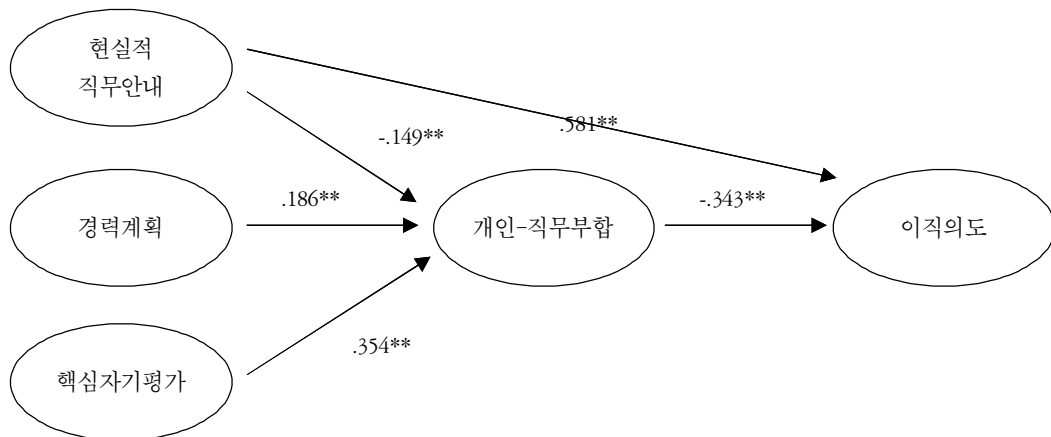 현실적
직무안내
.581**
-.149**
.186**
-.343**
경력계획
개인-직무부합
이직의도
.354**
핵심자기평가